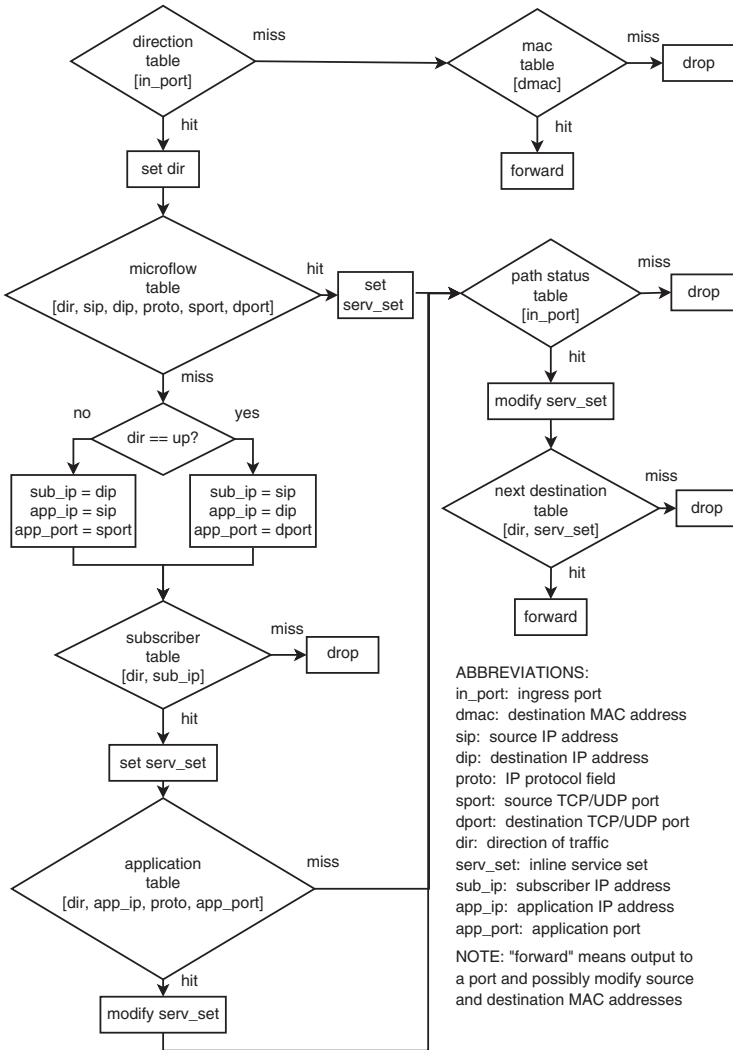 direction
table
[in_port]
miss
mac
table
[dmac]
miss
drop
hit
hit
set dir
forward
microflow
table
[dir, sip, dip, proto, sport, dport]
hit
set
serv_set
path status
table
[in_port]
miss
drop
miss
hit
modify serv_set
no
dir == up?
yes
sub_ip = dip
app_ip = sip
app_port = sport
sub_ip = sip
app_ip = dip
app_port = dport
next destination
table
[dir, serv_set]
miss
drop
hit
forward
subscriber
table
[dir, sub_ip]
miss
drop
hit
set serv_set
application
table
[dir, app_ip, proto, app_port]
miss
hit
modify serv_set
ABBREVIATIONS:
in_port: ingress port
dmac: destination MAC address
sip: source IP address
dip: destination IP address
proto: IP protocol field
sport: source TCP/UDP port
dport: destination TCP/UDP port
dir: direction of traffic
serv_set: inline service set
sub_ip: subscriber IP address
app_ip: application IP address
app_port: application port
NOTE: "forward" means output to
a port and possibly modify source
and destination MAC addresses